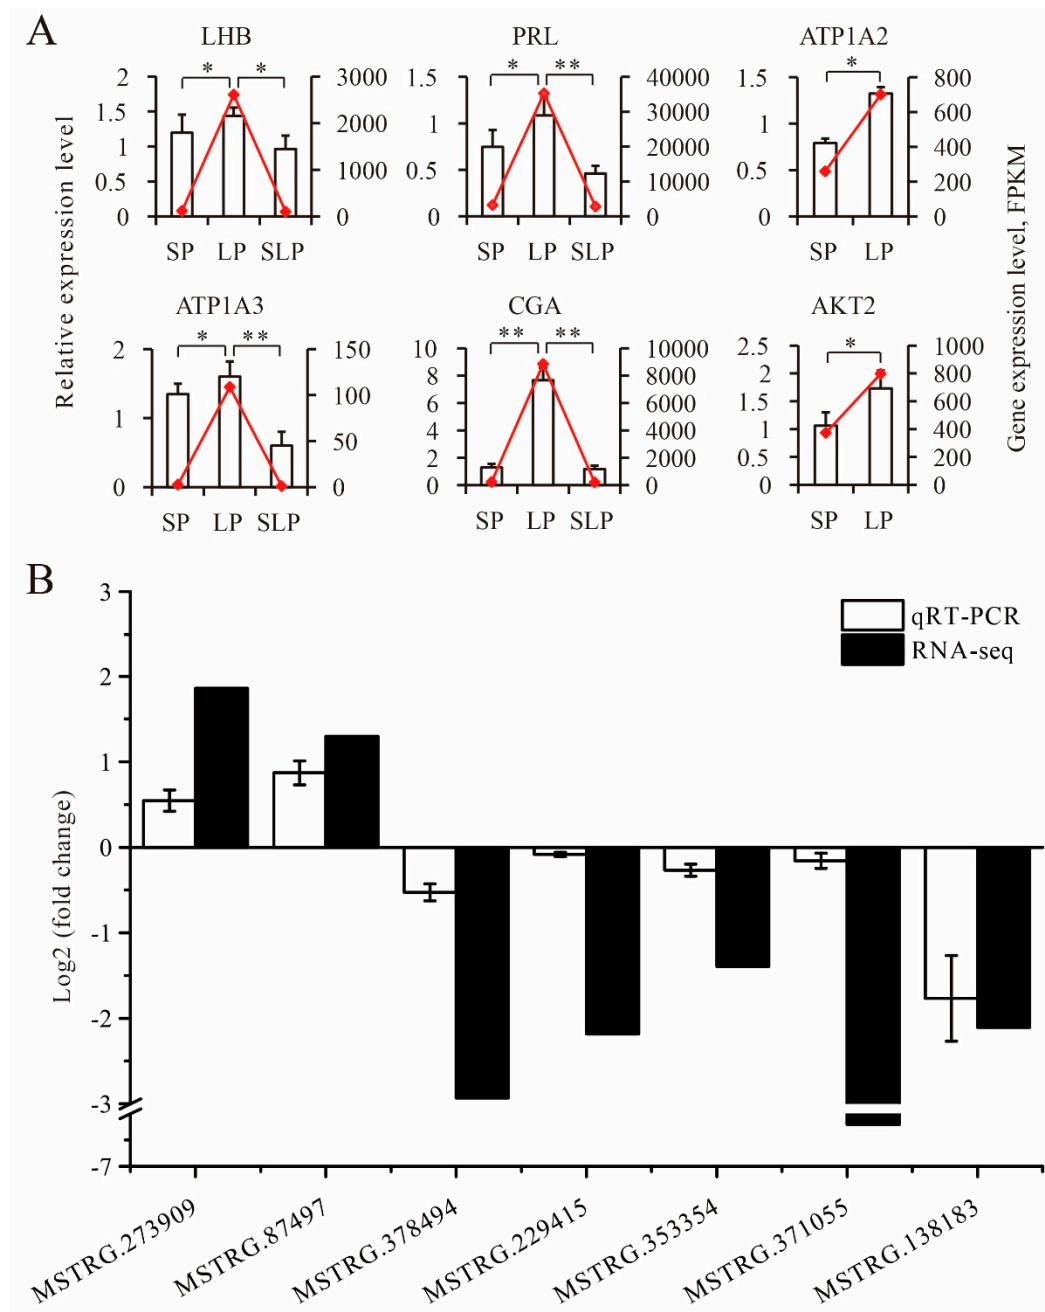 A
LHB
PRL
ATP1A2
* *
* **
*
Relative expression level
2
1.5
1
0.5
0
3000
2000
1000
0
1.5
1
0.5
0
40000
30000
20000
10000
0
1.5
1
0.5
0
800
600
400
200
0
Gene expression level, FPKM
SP LP SLP
SP LP SLP
SP LP
ATP1A3
CGA
AKT2
* **
** **
*
2
1
0
150
100
50
0
10
8
6
4
2
0
10000
8000
6000
4000
2000
0
2.5
2
1.5
1
0.5
0
1000
800
600
400
200
0
SP LP SLP
SP LP SLP
SP LP
B
qRT-PCR
RNA-seq
Log2 (fold change)
3
2
1
0
-1
-2
-3
-7
MSTRG.273909
MSTRG.87497
MSTRG.378494
MSTRG.229415
MSTRG.353354
MSTRG.371055
MSTRG.138183